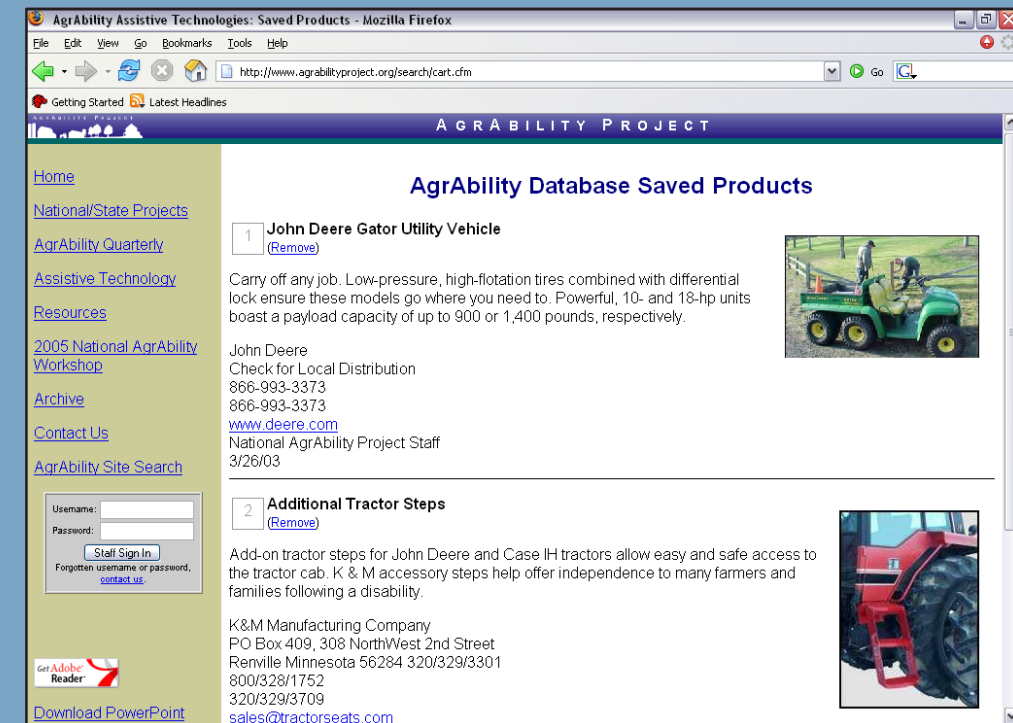 AgrAbility Assistive Technologies: Saved Products - Mozilla Firefox
File Edit View Go Bookmarks Tools Help
http://www.agrabilityproject.org/search/cart.cfm
Go
G
Getting Started Latest Headlines
AgrAbility Project
AGRABILITY PROJECT
Home
National/State Projects
AgrAbility Quarterly
Assistive Technology
Resources
2005 National AgrAbility
Workshop
Archive
Contact Us
AgrAbility Site Search
Username:
Password:
Staff Sign In
Forgotten username or password,
contact us.
Get Adobe
Reader
Download PowerPoint
AgrAbility Database Saved Products
1 John Deere Gator Utility Vehicle
(Remove)
Carry off any job. Low-pressure, high-flotation tires combined with differential
lock ensure these models go where you need to. Powerful, 10- and 18-hp units
boast a payload capacity of up to 900 or 1,400 pounds, respectively.
John Deere
Check for Local Distribution
866-993-3373
866-993-3373
www.deere.com
National AgrAbility Project Staff
3/26/03
2 Additional Tractor Steps
(Remove)
Add-on tractor steps for John Deere and Case IH tractors allow easy and safe access to
the tractor cab. K & M accessory steps help offer independence to many farmers and
families following a disability.
K&M Manufacturing Company
PO Box 409, 308 NorthWest 2nd Street
Renville Minnesota 56284 320/329/3301
800/328/1752
320/329/3709
sales@tractorseats.com